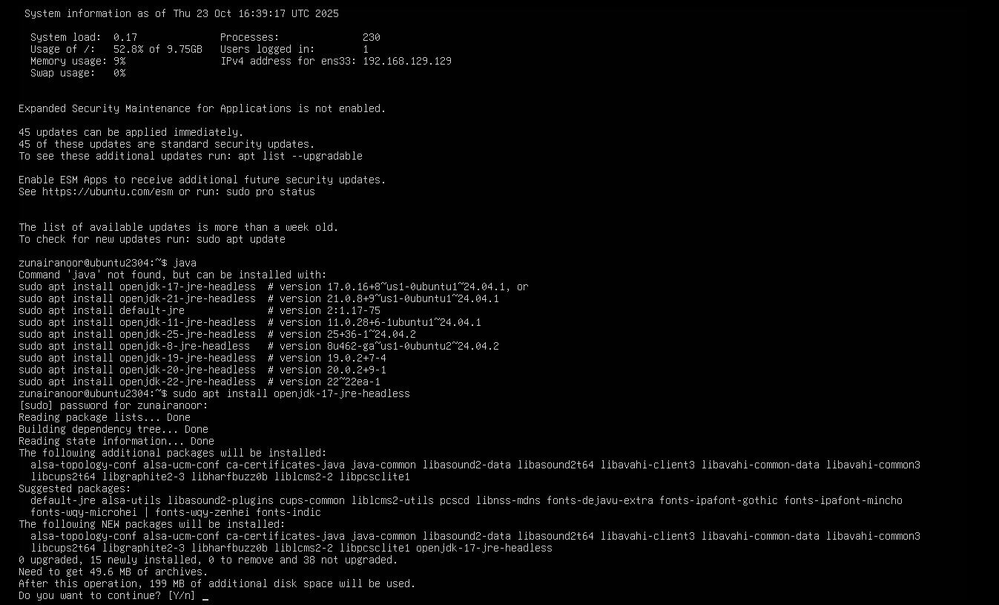 System information as of Thu 23 Oct 16:39:17 UTC 2025
System load:  0.17              Processes:              230
Usage of /:   52.8% of 9.75GB   Users logged in:        1
Memory usage: 9%                IPv4 address for ens33: 192.168.129.129
Swap usage:   0%
Expanded Security Maintenance for Applications is not enabled.
45 updates can be applied immediately.
45 of these updates are standard security updates.
To see these additional updates run: apt list --upgradable
Enable ESM Apps to receive additional future security updates.
See https://ubuntu.com/esm or run: sudo pro status
The list of available updates is more than a week old.
To check for new updates run: sudo apt update
zunairanoor@ubuntu2304:~$ java
Command 'java' not found, but can be installed with:
sudo apt install openjdk-17-jre-headless  # version 17.0.16+8~us1-0ubuntu1~24.04.1, or
sudo apt install openjdk-21-jre-headless  # version 21.0.8+9~us1-0ubuntu1~24.04.1
sudo apt install default-jre              # version 2:1.17-75
sudo apt install openjdk-11-jre-headless  # version 11.0.28+6-1ubuntu1~24.04.1
sudo apt install openjdk-25-jre-headless  # version 25+36-1~24.04.2
sudo apt install openjdk-8-jre-headless   # version 8u462-ga~us1-0ubuntu2~24.04.2
sudo apt install openjdk-19-jre-headless  # version 19.0.2+7-4
sudo apt install openjdk-20-jre-headless  # version 20.0.2+9-1
sudo apt install openjdk-22-jre-headless  # version 22~22ea-1
zunairanoor@ubuntu2304:~$ sudo apt install openjdk-17-jre-headless
[sudo] password for zunairanoor:
Reading package lists... Done
Building dependency tree... Done
Reading state information... Done
The following additional packages will be installed:
alsa-topology-conf alsa-ucm-conf ca-certificates-java java-common libasound2-data libasound2t64 libavahi-client3 libavahi-common-data libavahi-common3
libcups2t64 libgraphite2-3 libharfbuzz0b liblcms2-2 libpcsclite1
Suggested packages:
default-jre alsa-utils libasound2-plugins cups-common liblcms2-utils pcscd libnss-mdns fonts-dejavu-extra fonts-ipafont-gothic fonts-ipafont-mincho
fonts-wqy-microhei | fonts-wqy-zenhei fonts-indic
The following NEW packages will be installed:
alsa-topology-conf alsa-ucm-conf ca-certificates-java java-common libasound2-data libasound2t64 libavahi-client3 libavahi-common-data libavahi-common3
libcups2t64 libgraphite2-3 libharfbuzz0b liblcms2-2 libpcsclite1 openjdk-17-jre-headless
0 upgraded, 15 newly installed, 0 to remove and 38 not upgraded.
Need to get 49.6 MB of archives.
After this operation, 199 MB of additional disk space will be used.
Do you want to continue? [Y/n] _